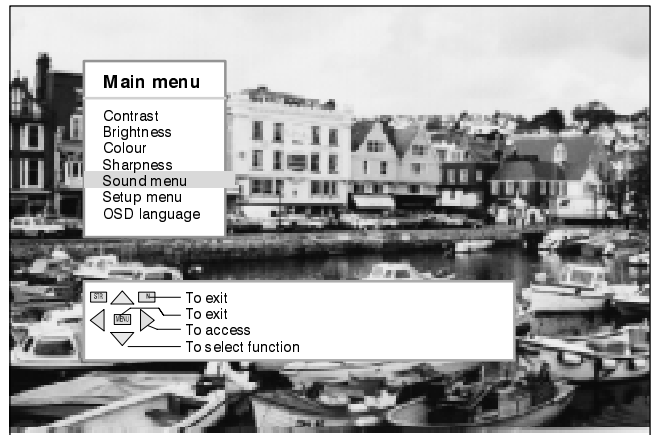 Main menu
Contrast
Brightness
Colour
Sharpness
Sound menu
Setup menu
OSD language
STR
To exit
MENU
To exit
To access
To select function